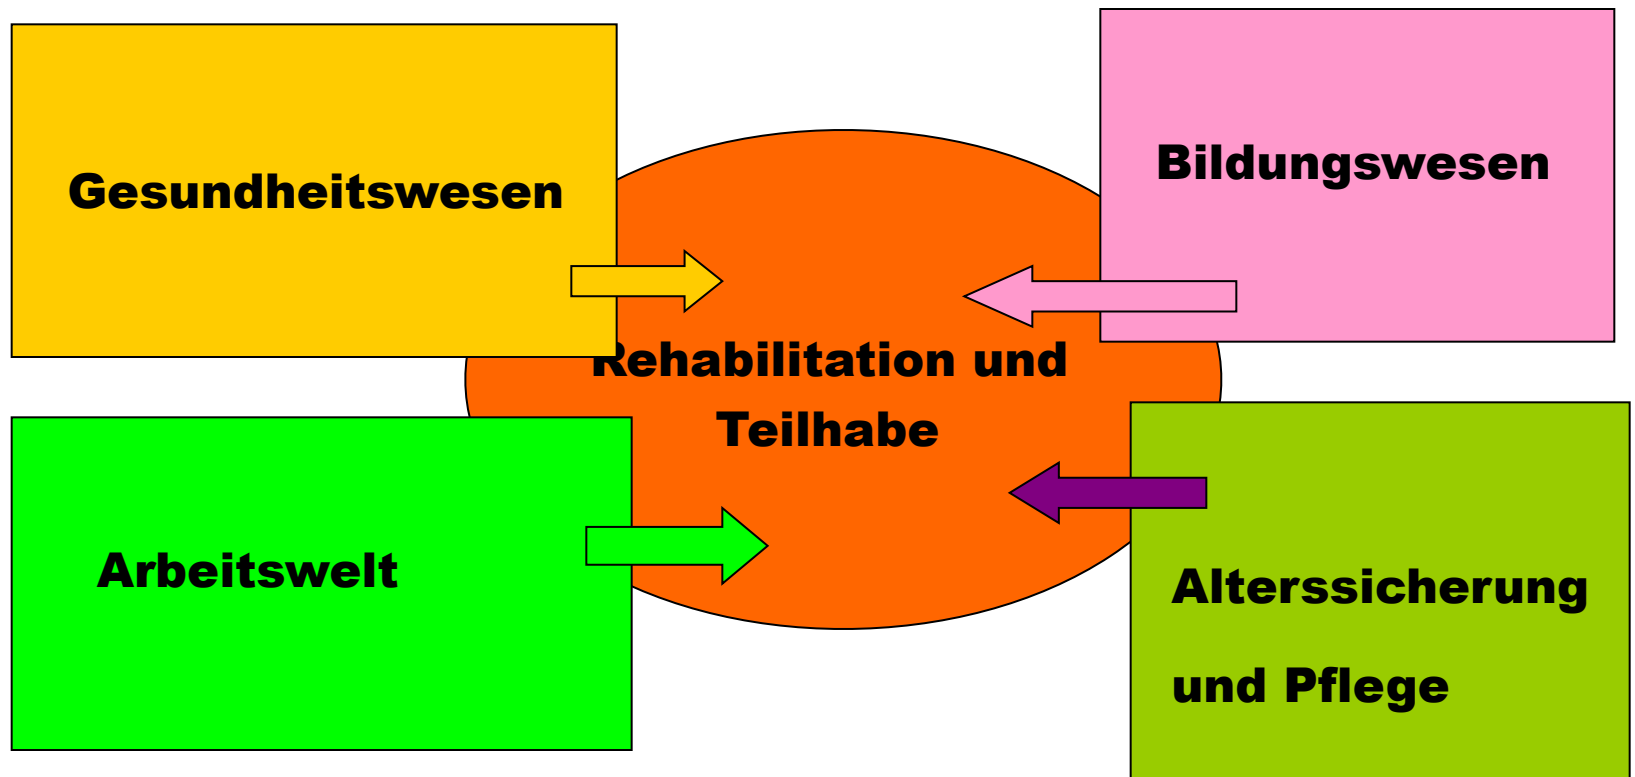 Gesundheitswesen
Bildungswesen
Rehabilitation und
Teilhabe
Arbeitswelt
Alterssicherung
und Pflege